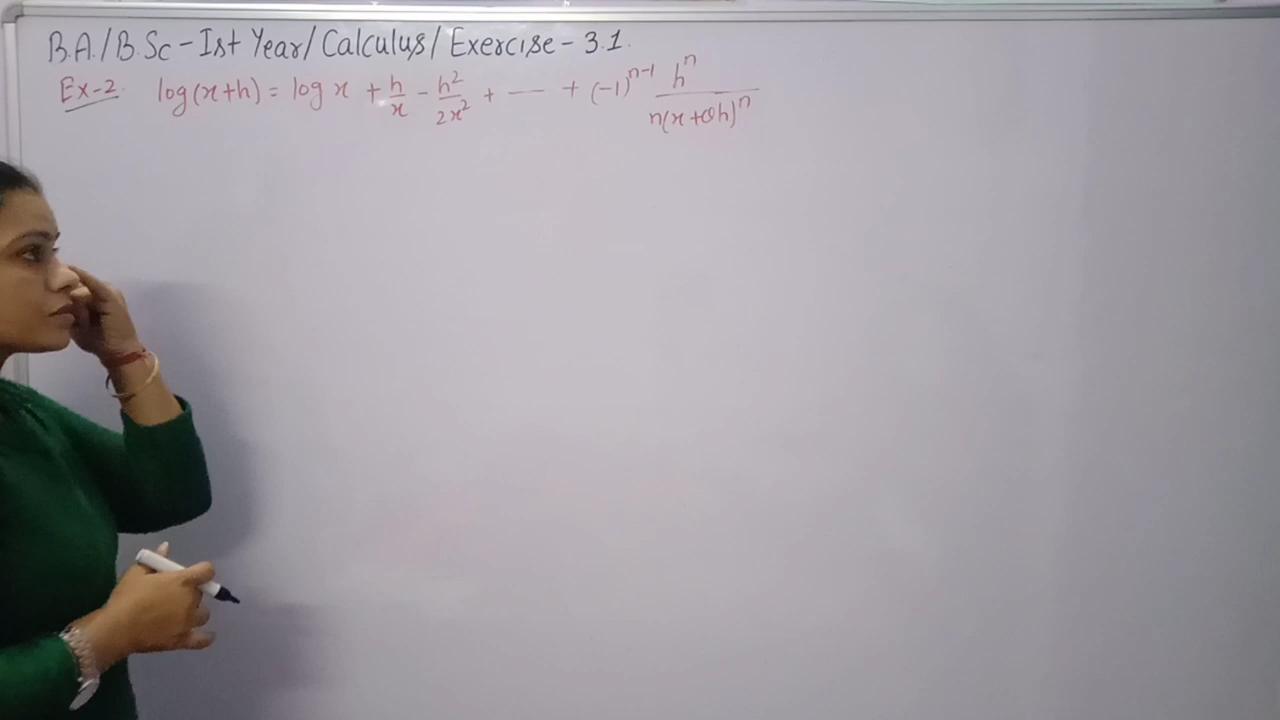 B.A./B.Sc - Ist Year/Calculus/Exercise - 3.1.
Ex-2. log(x+h) = log x + h/x - h²/2x² + --- + (-1)ⁿ⁻¹ hⁿ/n(x+θh)ⁿ